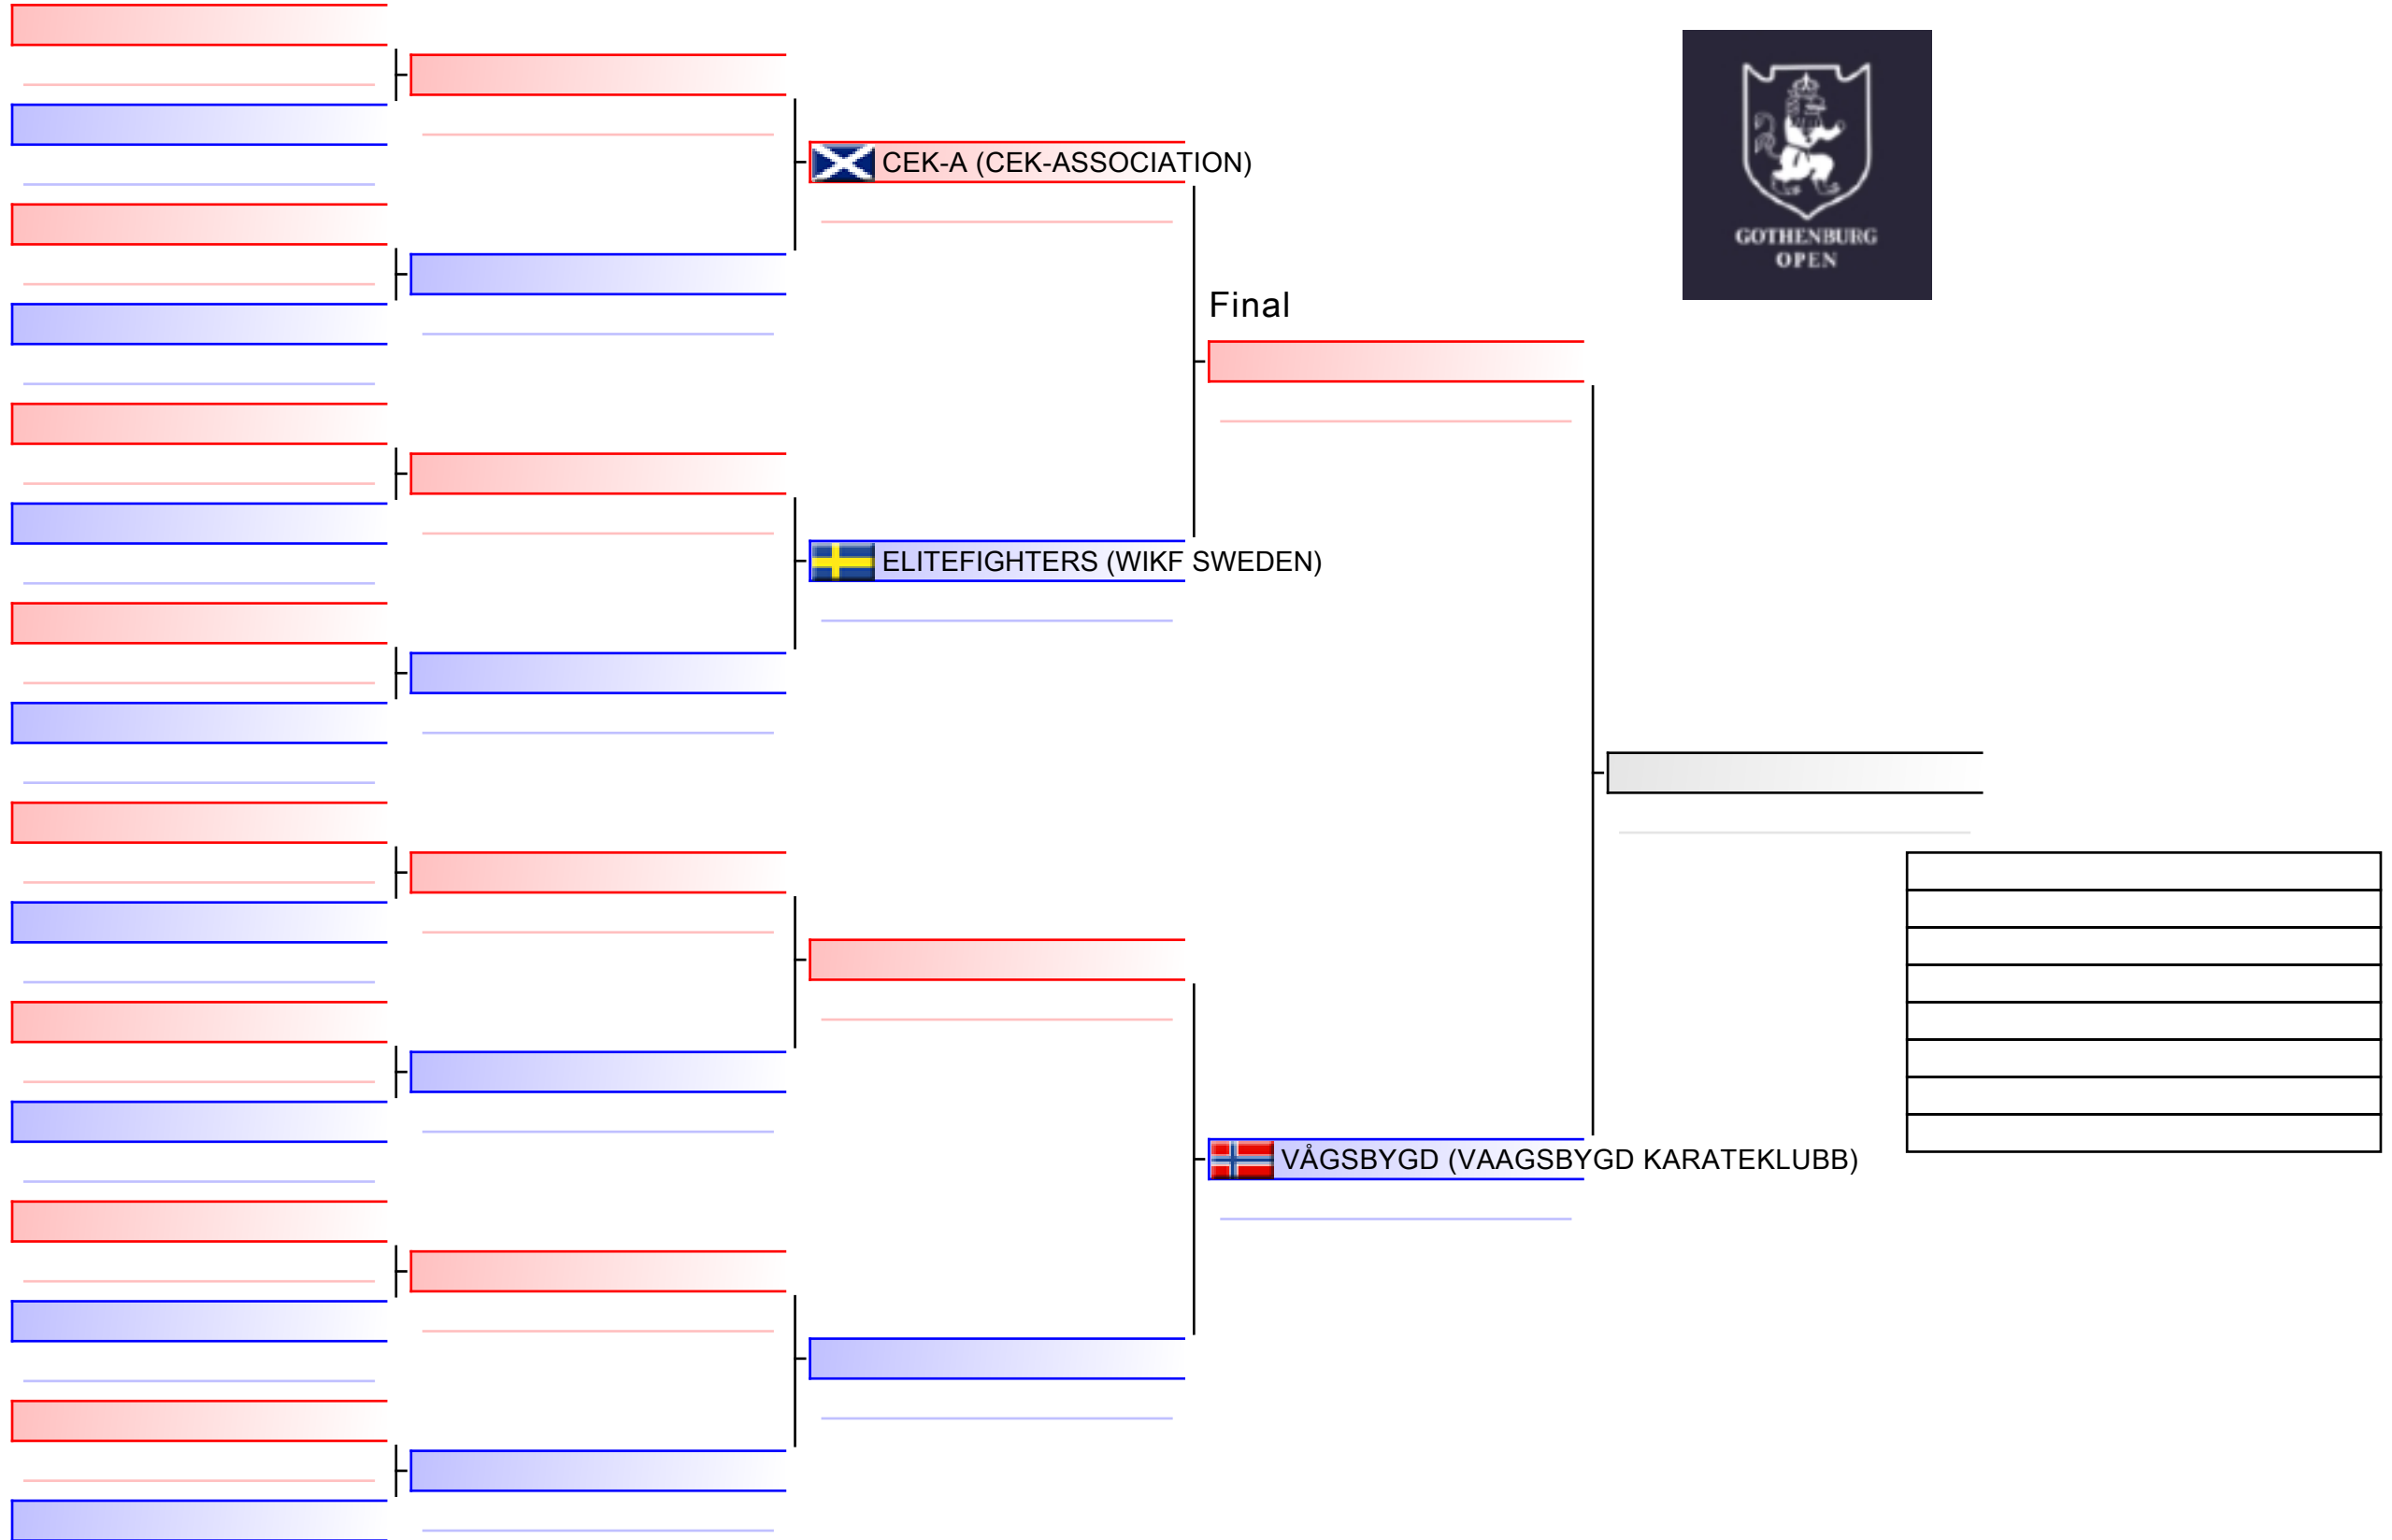 CEK-A (CEK-ASSOCIATION)
GOTHENBURG
OPEN
Final
ELITEFIGHTERS (WIKF SWEDEN)
VÅGSBYGD (VAAGSBYGD KARATEKLUBB)